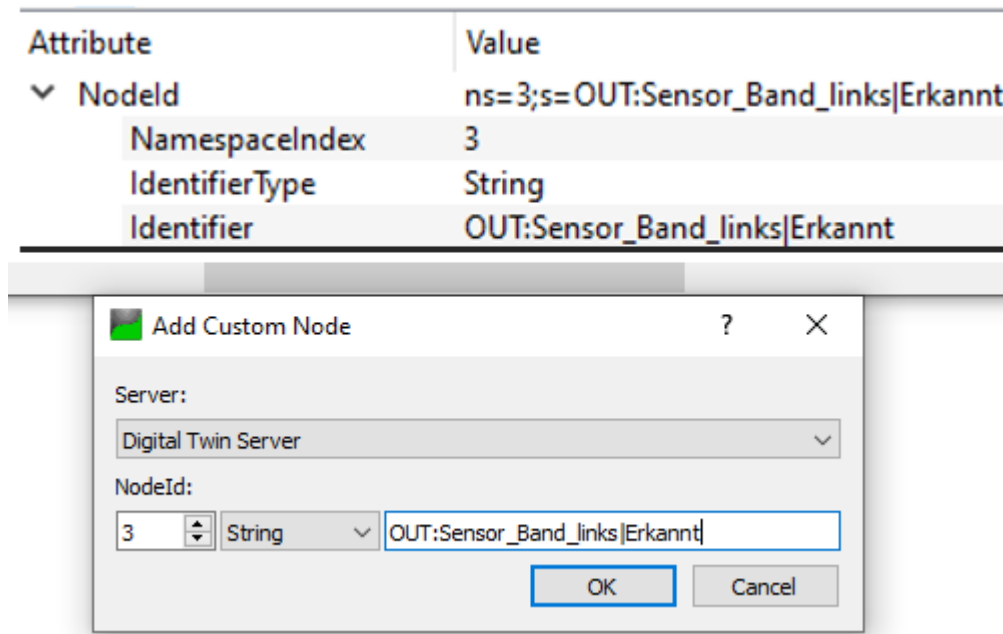 Attribute Value
NodeId ns=3;s=OUT:Sensor_Band_links|Erkannt
NamespaceIndex 3
IdentifierType String
Identifier OUT:Sensor_Band_links|Erkannt
Add Custom Node ?
Server:
Digital Twin Server
NodeId:
3 String OUT:Sensor_Band_links|Erkannt
OK Cancel